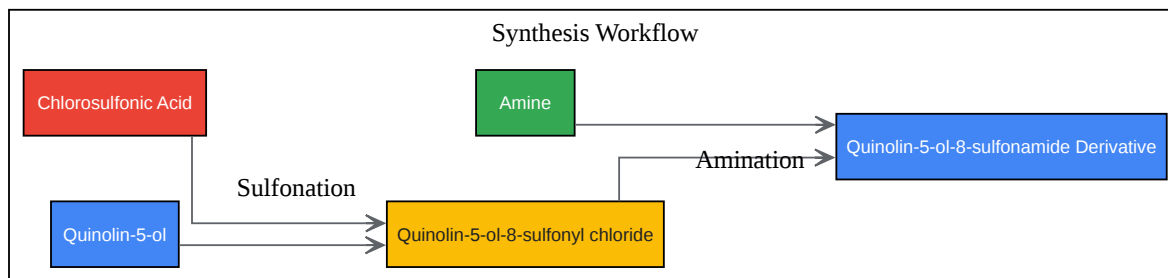 Synthesis Workflow
Chlorosulfonic Acid
Amine
Quinolin-5-ol-8-sulfonamide Derivative
Amination
Sulfonation
Quinolin-5-ol
Quinolin-5-ol-8-sulfonyl chloride